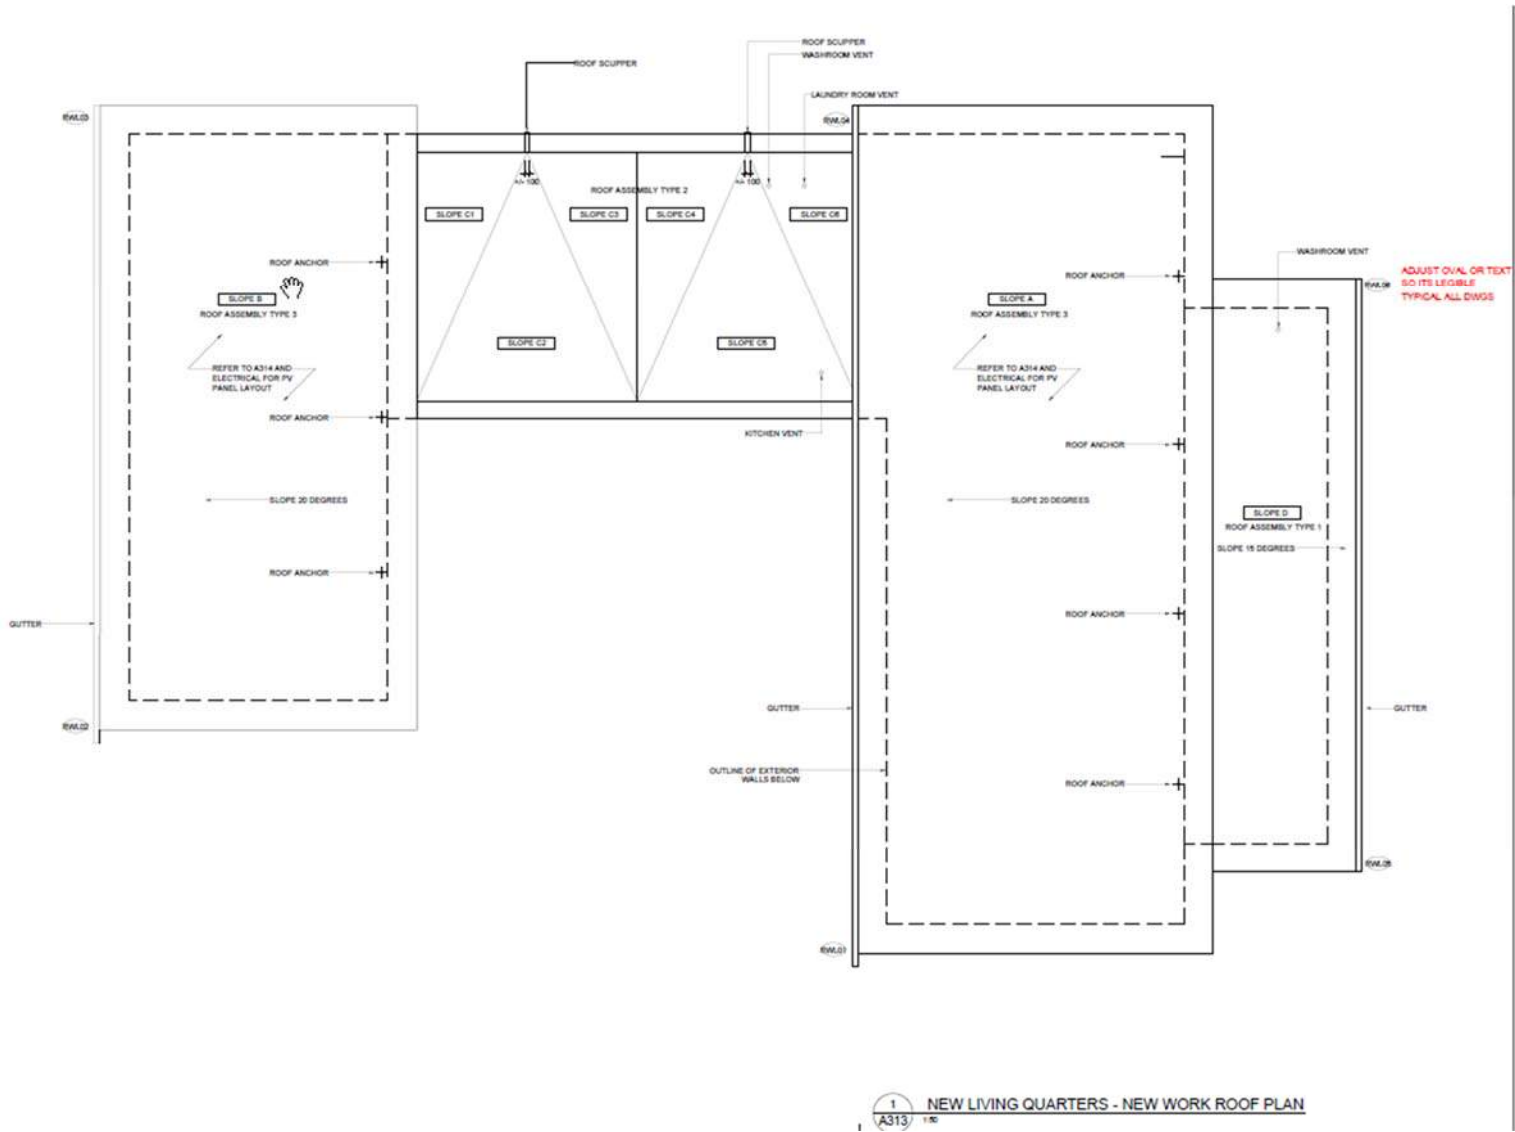 ROOF SCUPPER
WASHROOM VENT
ROOF SCUPPER
LAUNDRY ROOM VENT
RWL03
RWL04
+/- 100
+/- 100
ROOF ASSEMBLY TYPE 2
SLOPE C1
SLOPE C3
SLOPE C4
SLOPE C6
WASHROOM VENT
ROOF ANCHOR
ROOF ANCHOR
ADJUST OVAL OR TEXT
SO ITS LEGIBLE
TYPICAL ALL DWGS
SLOPE B
ROOF ASSEMBLY TYPE 3
SLOPE A
ROOF ASSEMBLY TYPE 3
SLOPE C2
SLOPE C5
REFER TO A314 AND
ELECTRICAL FOR PV
PANEL LAYOUT
REFER TO A314 AND
ELECTRICAL FOR PV
PANEL LAYOUT
ROOF ANCHOR
KITCHEN VENT
ROOF ANCHOR
SLOPE 20 DEGREES
SLOPE 20 DEGREES
SLOPE D
ROOF ASSEMBLY TYPE 1
SLOPE 15 DEGREES
ROOF ANCHOR
ROOF ANCHOR
GUTTER
GUTTER
GUTTER
RWL02
OUTLINE OF EXTERIOR
WALLS BELOW
ROOF ANCHOR
RWL01
1
A313
NEW LIVING QUARTERS - NEW WORK ROOF PLAN
1:50